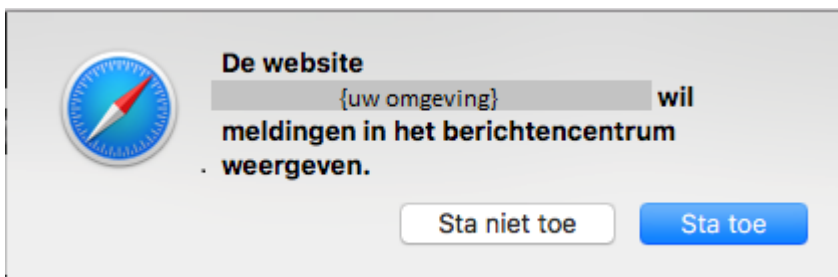 De website
{uw omgeving} wil
meldingen in het berichtencentrum
weergeven.
Sta niet toe Sta toe